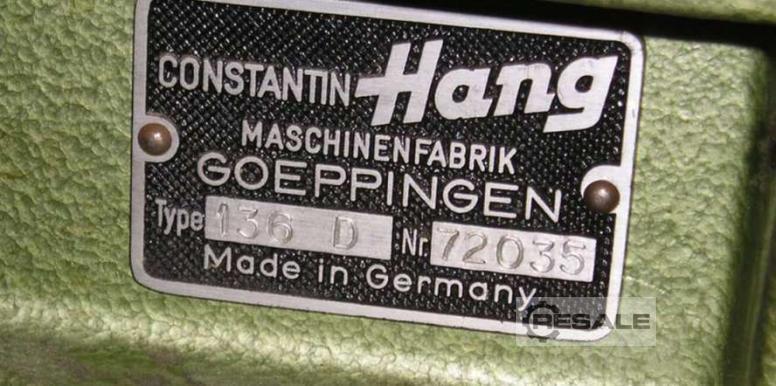 CONSTANTIN Hang
MASCHINENFABRIK
GOEPPINGEN
Type 136 D Nr 72035
Made in Germany
RESALE